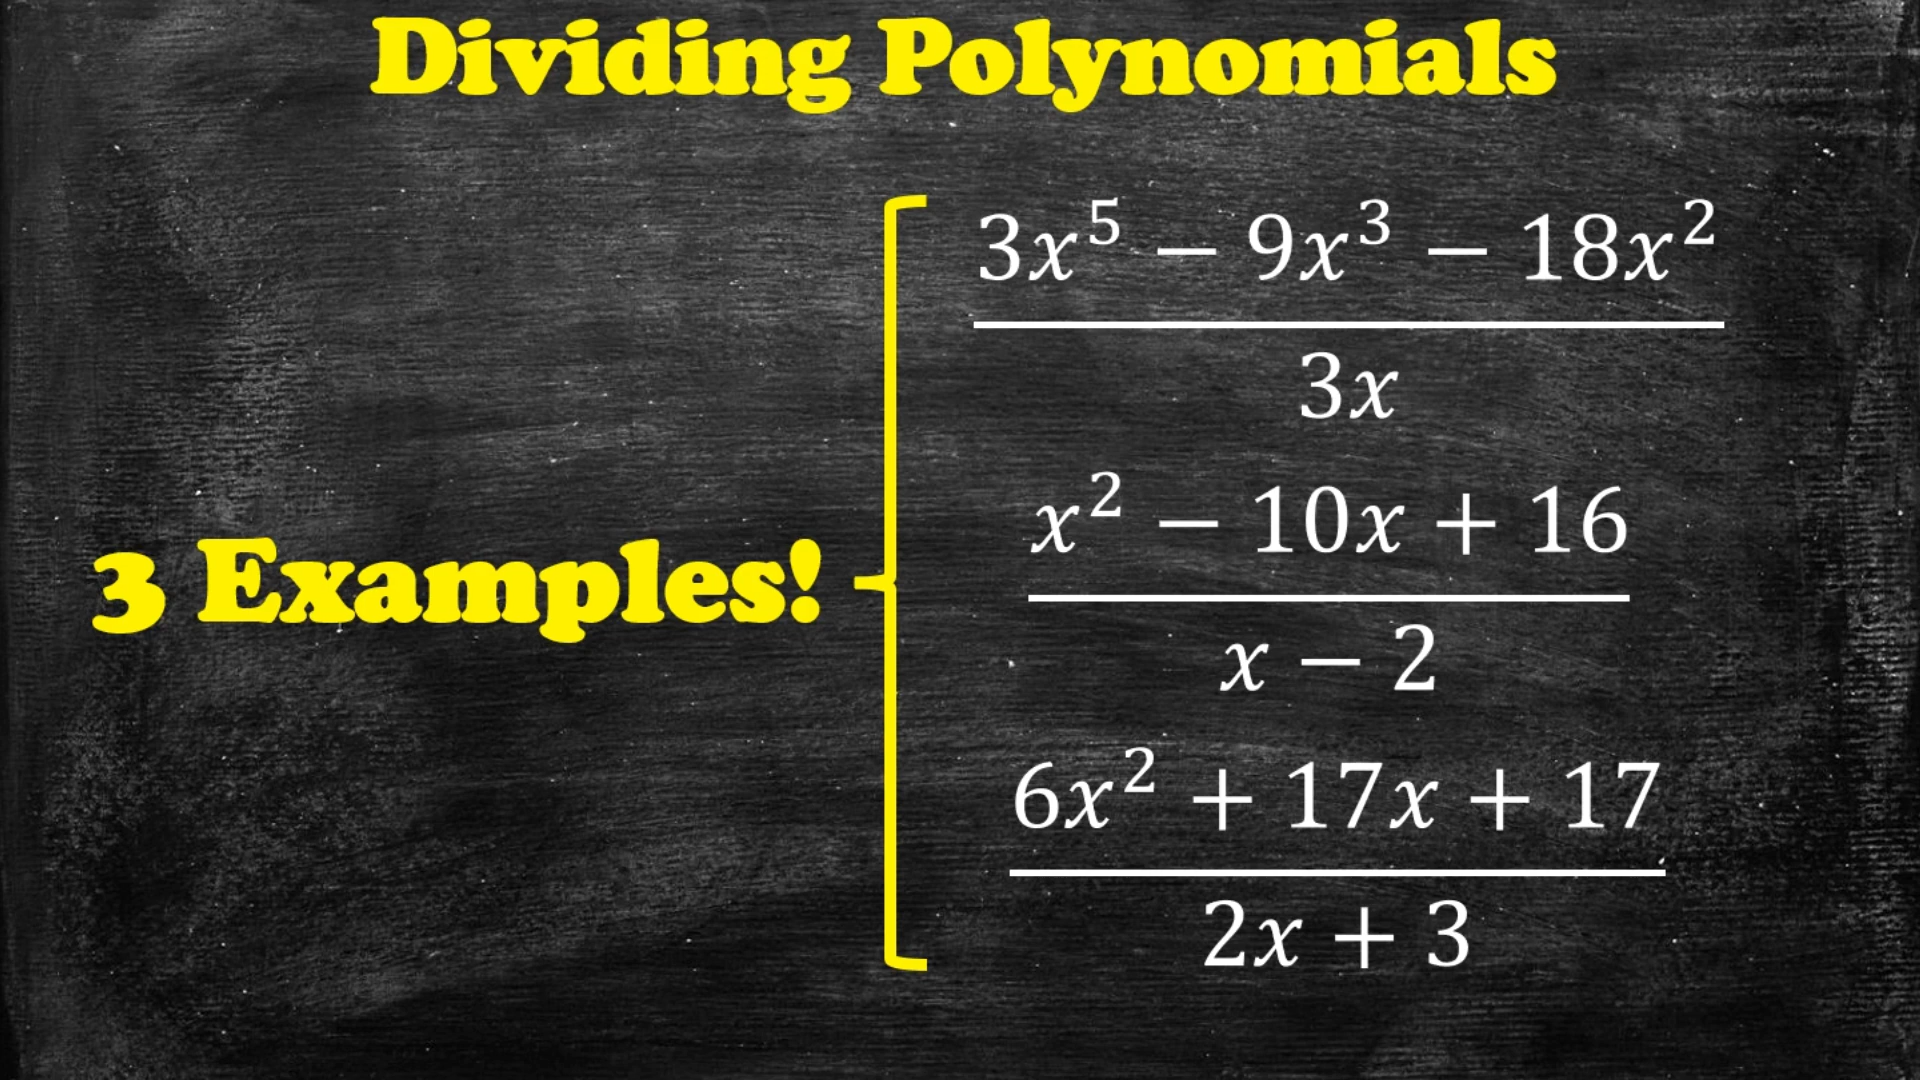 Dividing Polynomials
3x⁵ − 9x³ − 18x²
3x
3 Examples!
x² − 10x + 16
x − 2
6x² + 17x + 17
2x + 3